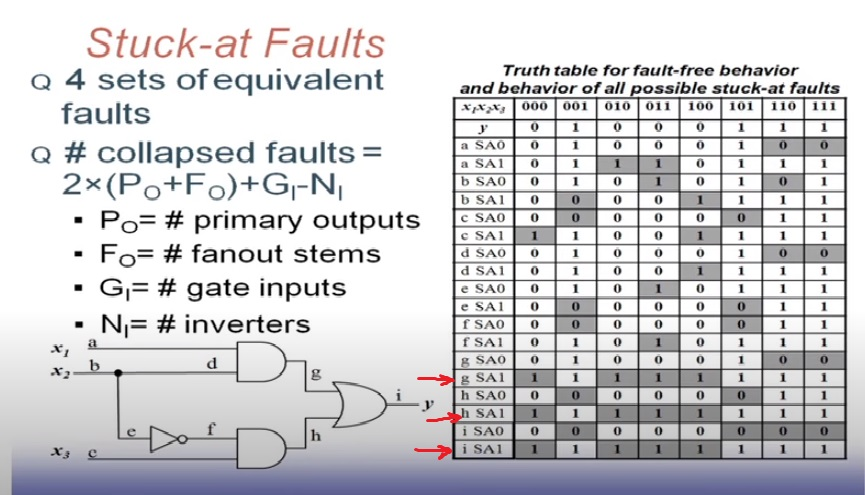 Stuck-at Faults
Q 4 sets of equivalent
faults
Q # collapsed faults =
2×(PO+FO)+GI-NI
▪ PO= # primary outputs
▪ FO= # fanout stems
▪ GI= # gate inputs
▪ NI= # inverters
Truth table for fault-free behavior
and behavior of all possible stuck-at faults
x1x2x3 000 001 010 011 100 101 110 111
y 0 1 0 0 0 1 1 1
a SA0 0 1 0 0 0 1 0 0
a SA1 0 1 1 1 0 1 1 1
b SA0 0 1 0 1 0 1 0 1
b SA1 0 0 0 0 1 1 1 1
c SA0 0 0 0 0 0 0 1 1
c SA1 1 1 0 0 1 1 1 1
d SA0 0 1 0 0 0 1 0 0
d SA1 0 1 0 0 1 1 1 1
e SA0 0 1 0 1 0 1 1 1
e SA1 0 0 0 0 0 0 1 1
f SA0 0 0 0 0 0 0 1 1
f SA1 0 1 0 1 0 1 1 1
g SA0 0 1 0 0 0 1 0 0
g SA1 1 1 1 1 1 1 1 1
h SA0 0 0 0 0 0 0 1 1
h SA1 1 1 1 1 1 1 1 1
i SA0 0 0 0 0 0 0 0 0
i SA1 1 1 1 1 1 1 1 1
x1 a
x2 b d g
i y
e f h
x3 c